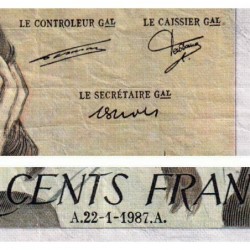 LE CONTROLEUR GAL
LE CAISSIER GAL
LE SECRÉTAIRE GAL
CENTS FRAN
A.22-1-1987.A.